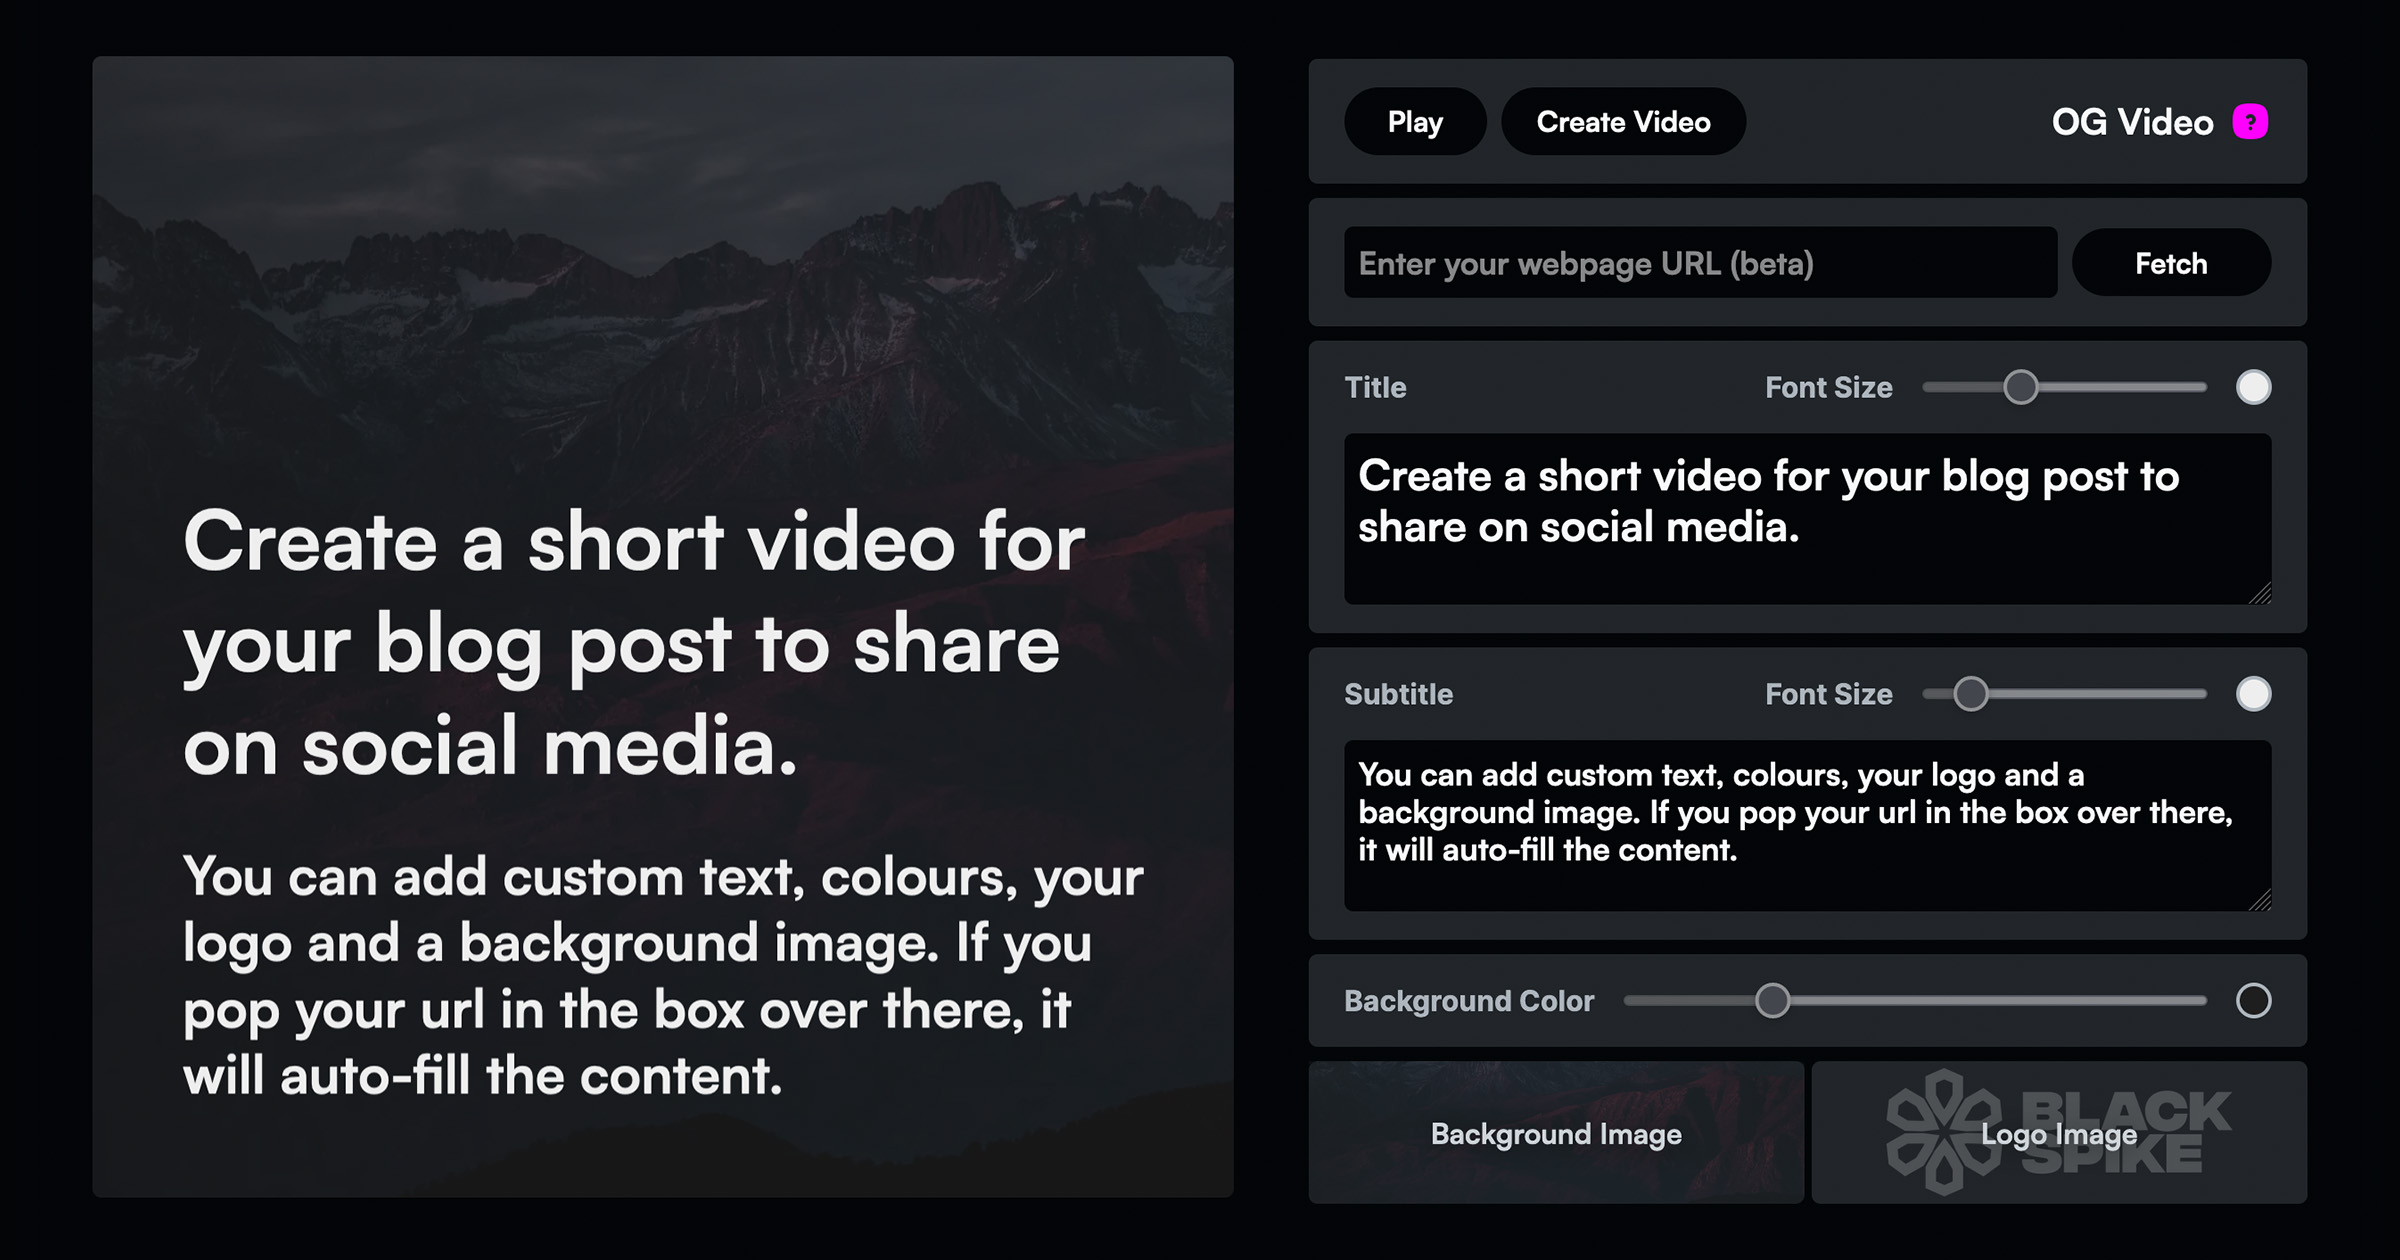 Create a short video for
your blog post to share
on social media.
You can add custom text, colours, your
logo and a background image. If you
pop your url in the box over there, it
will auto-fill the content.
Play
Create Video
OG Video ?
Enter your webpage URL (beta)
Fetch
Title
Font Size
Create a short video for your blog post to
share on social media.
Subtitle
Font Size
You can add custom text, colours, your logo and a
background image. If you pop your url in the box over there,
it will auto-fill the content.
Background Color
Background Image
BLACK
Logo Image
SPIKE